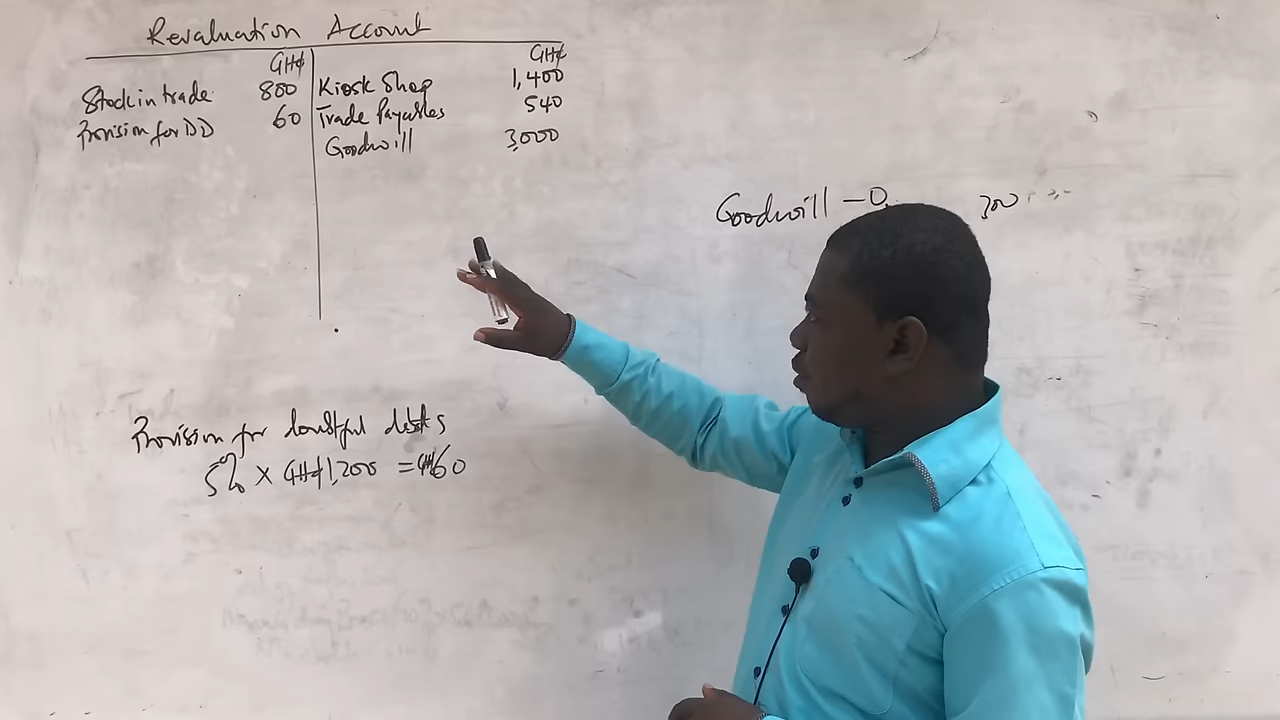 Revaluation Account
GH¢ GH¢
Stock in trade 800 Kiosk Shop 1,400
Provision for DD 60 Trade Payables 540
Goodwill 3,000
Goodwill - 300
Provision for doubtful debts
5% × GH¢1,200 = GH¢60